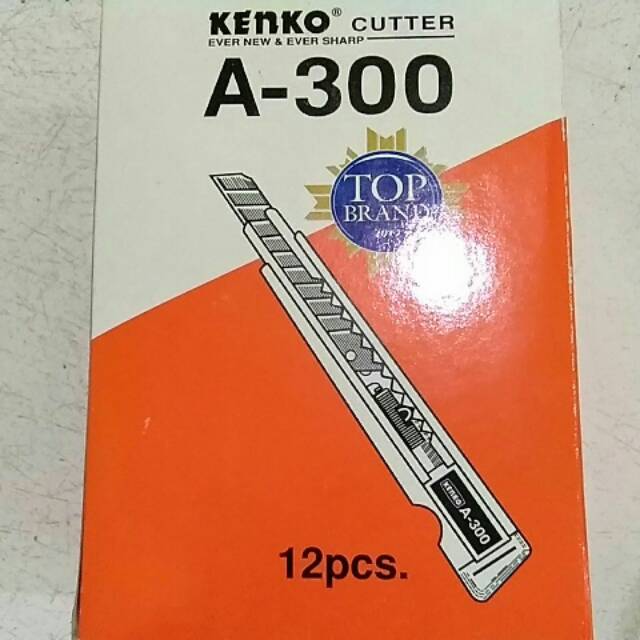 KENKO® CUTTER
EVER NEW & EVER SHARP
A-300
TOP
BRAND
KENKO A-300
12pcs.